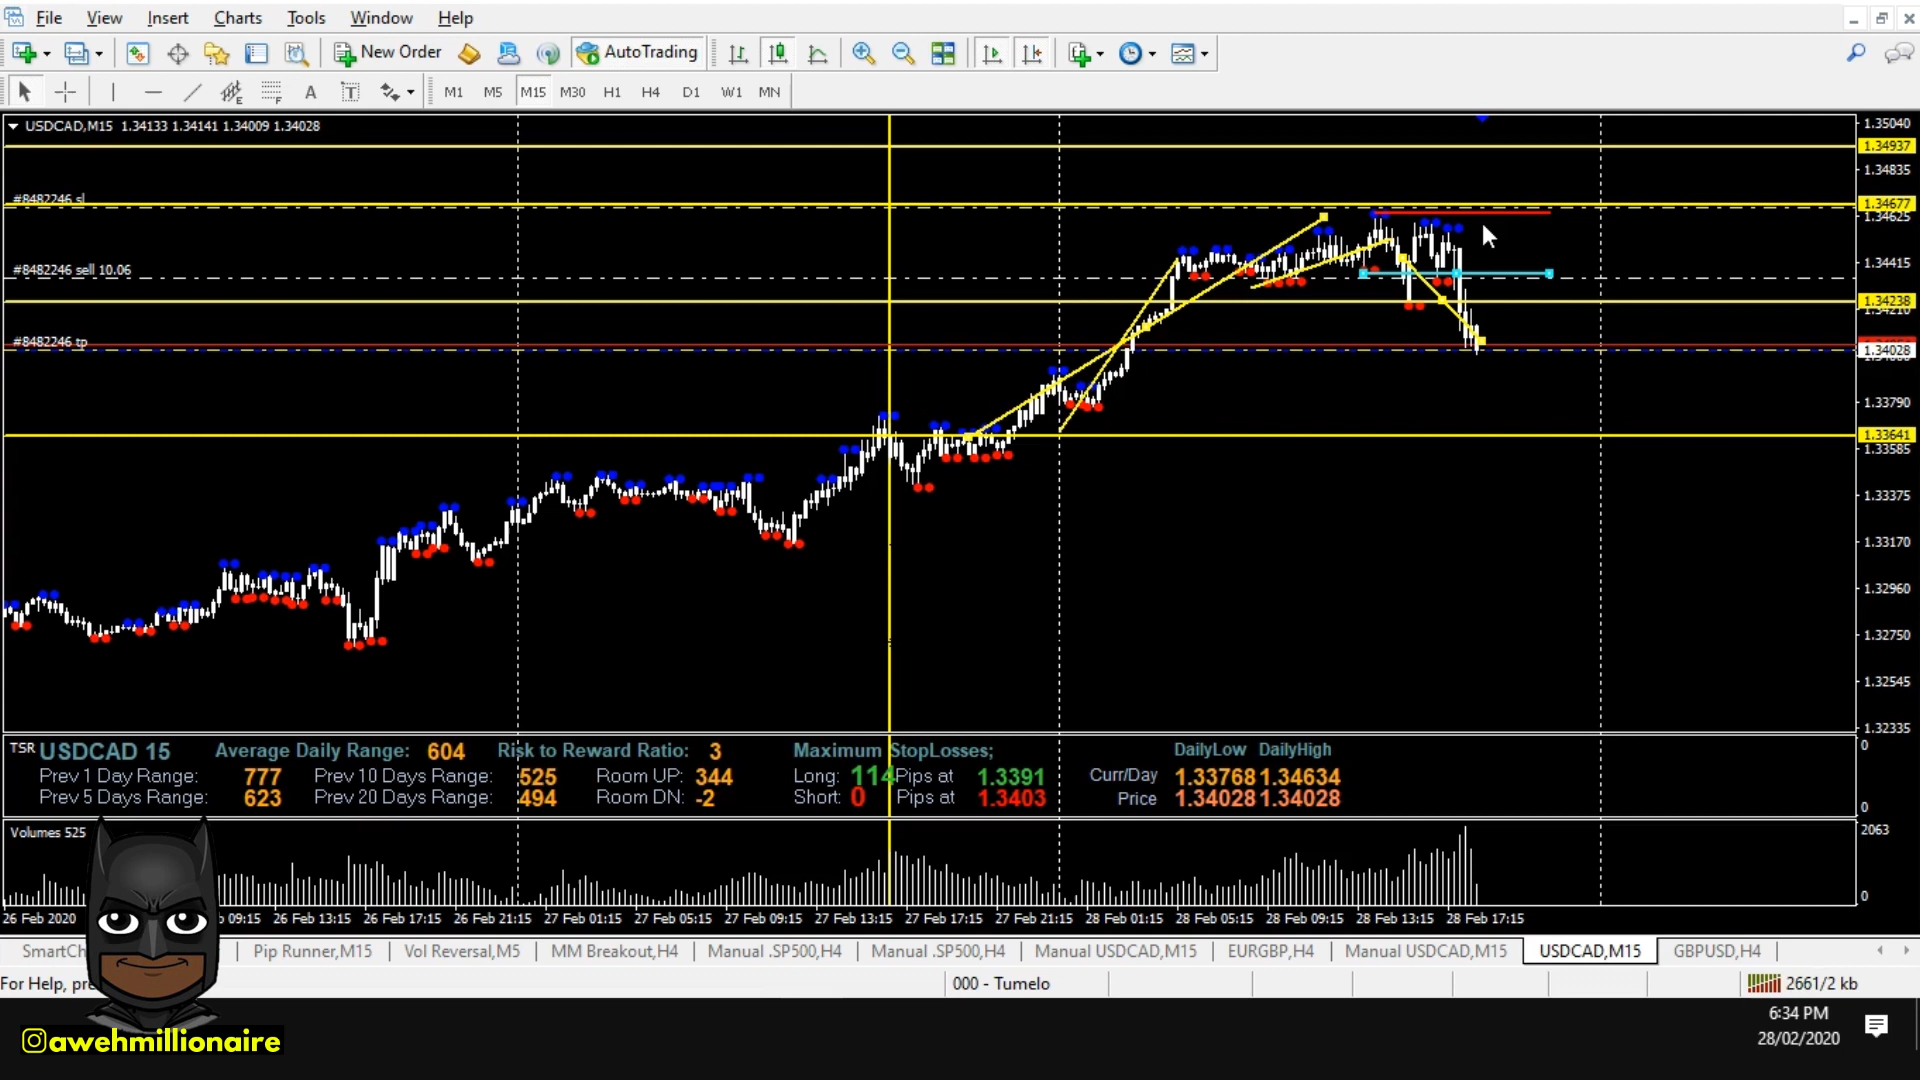 File View Insert Charts Tools Window Help
New Order AutoTrading
E F A T M1 M5 M15 M30 H1 H4 D1 W1 MN
USDCAD,M15 1.34133 1.34141 1.34009 1.34028
1.35040
1.34937
1.34835
#8482246 sl
1.34677
1.34625
#8482246 sell 10.06
1.34415
1.34238
1.34210
#8482246 tp
1.34028
1.33790
1.33641
1.33585
1.33375
1.33170
1.32960
1.32750
1.32545
1.32335
TSR USDCAD 15 Average Daily Range: 604 Risk to Reward Ratio: 3 Maximum StopLosses; DailyLow DailyHigh 0
Prev 1 Day Range: 777 Prev 10 Days Range: 525 Room UP: 344 Long: 114 Pips at 1.3391 Curr/Day 1.33768 1.34634
Prev 5 Days Range: 623 Prev 20 Days Range: 494 Room DN: -2 Short: 0 Pips at 1.3403 Price 1.34028 1.34028
0
Volumes 525 2063
0
26 Feb 2020 09:15 26 Feb 13:15 26 Feb 17:15 26 Feb 21:15 27 Feb 01:15 27 Feb 05:15 27 Feb 09:15 27 Feb 13:15 27 Feb 17:15 27 Feb 21:15 28 Feb 01:15 28 Feb 05:15 28 Feb 09:15 28 Feb 13:15 28 Feb 17:15
SmartCh Pip Runner,M15 Vol Reversal,M5 MM Breakout,H4 Manual .SP500,H4 Manual .SP500,H4 Manual USDCAD,M15 EURGBP,H4 Manual USDCAD,M15 USDCAD,M15 GBPUSD,H4
For Help, pre 000 - Tumelo 2661/2 kb
6:34 PM
28/02/2020
@awehmillionaire